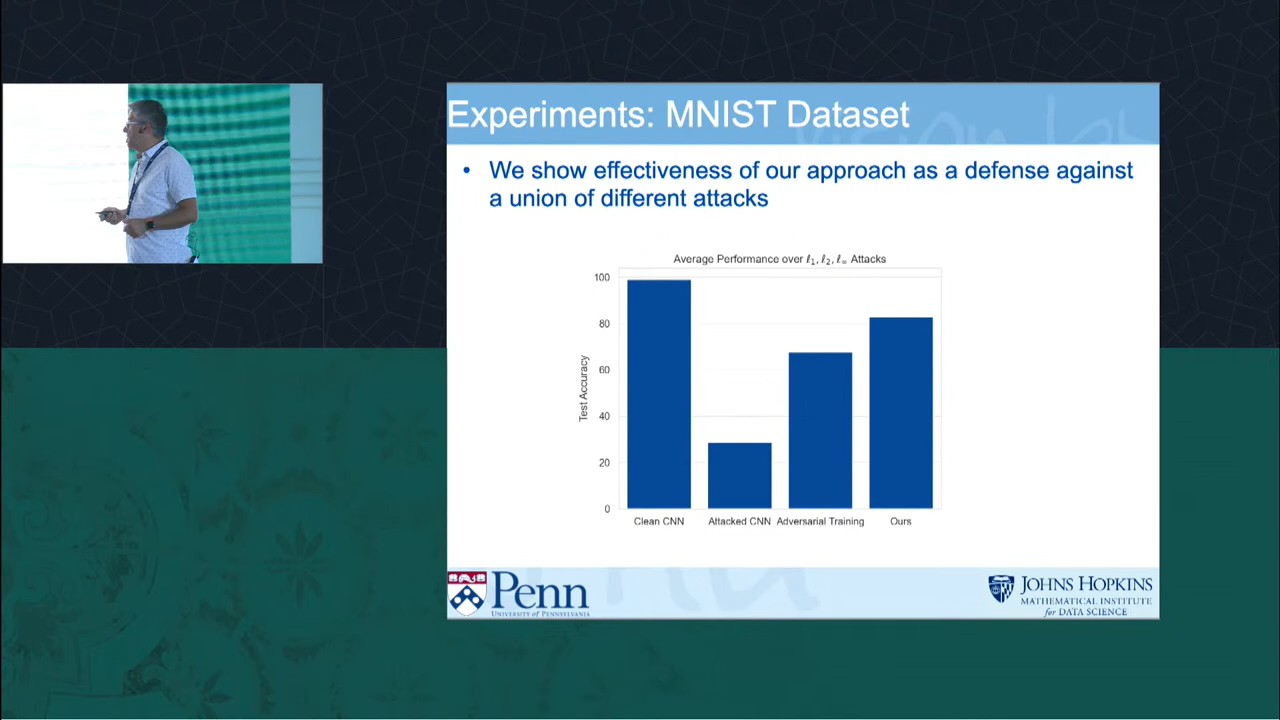 Experiments: MNIST Dataset
• We show effectiveness of our approach as a defense against
a union of different attacks
Average Performance over ℓ₁, ℓ₂, ℓ∞ Attacks
100
80
60
40
20
0
Test Accuracy
Clean CNN Attacked CNN Adversarial Training Ours
Penn
UNIVERSITY OF PENNSYLVANIA
JOHNS HOPKINS
MATHEMATICAL INSTITUTE
for DATA SCIENCE